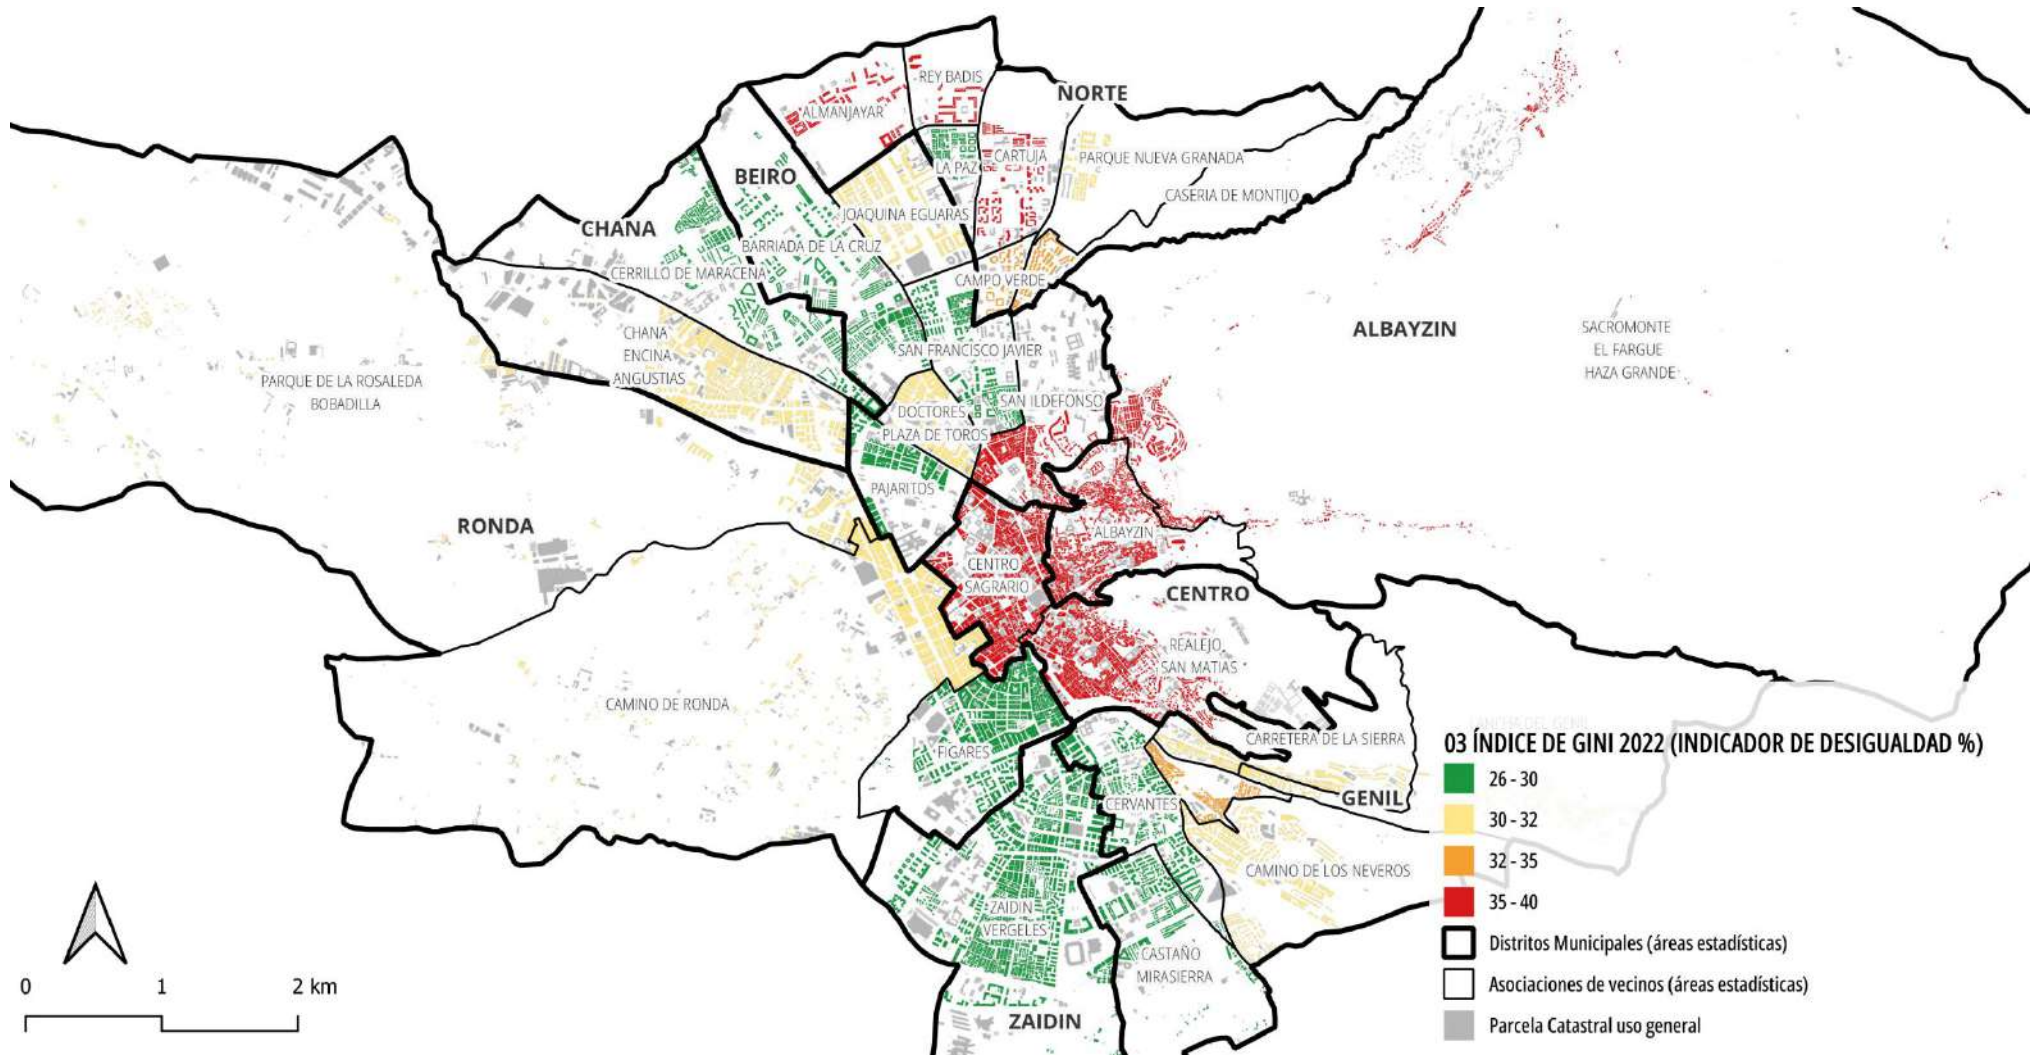 REY BADIS
NORTE
ALMANJAYAR
CARTUJA
PARQUE NUEVA GRANADA
LA PAZ
BEIRO
CASERIA DE MONTIJO
JOAQUINA EGUARAS
CHANA
BARRIADA DE LA CRUZ
CERRILLO DE MARACENA
CAMPO VERDE
CHANA
ENCINA
ANGUSTIAS
SAN FRANCISCO JAVIER
ALBAYZIN
SACROMONTE
EL FARGUE
HAZA GRANDE
PARQUE DE LA ROSALEDA
BOBADILLA
SAN ILDEFONSO
DOCTORES
PLAZA DE TOROS
PAJARITOS
RONDA
ALBAYZIN
CENTRO
SAGRARIO
CENTRO
REALEJO
SAN MATIAS
CAMINO DE RONDA
LANCHA DEL GENIL
FIGARES
CARRETERA DE LA SIERRA
GENIL
CERVANTES
CAMINO DE LOS NEVEROS
ZAIDIN
VERGELES
CASTAÑO
MIRASIERRA
ZAIDIN
03 ÍNDICE DE GINI 2022 (INDICADOR DE DESIGUALDAD %)
26 - 30
30 - 32
32 - 35
35 - 40
Distritos Municipales (áreas estadísticas)
Asociaciones de vecinos (áreas estadísticas)
Parcela Catastral uso general
0 1 2 km